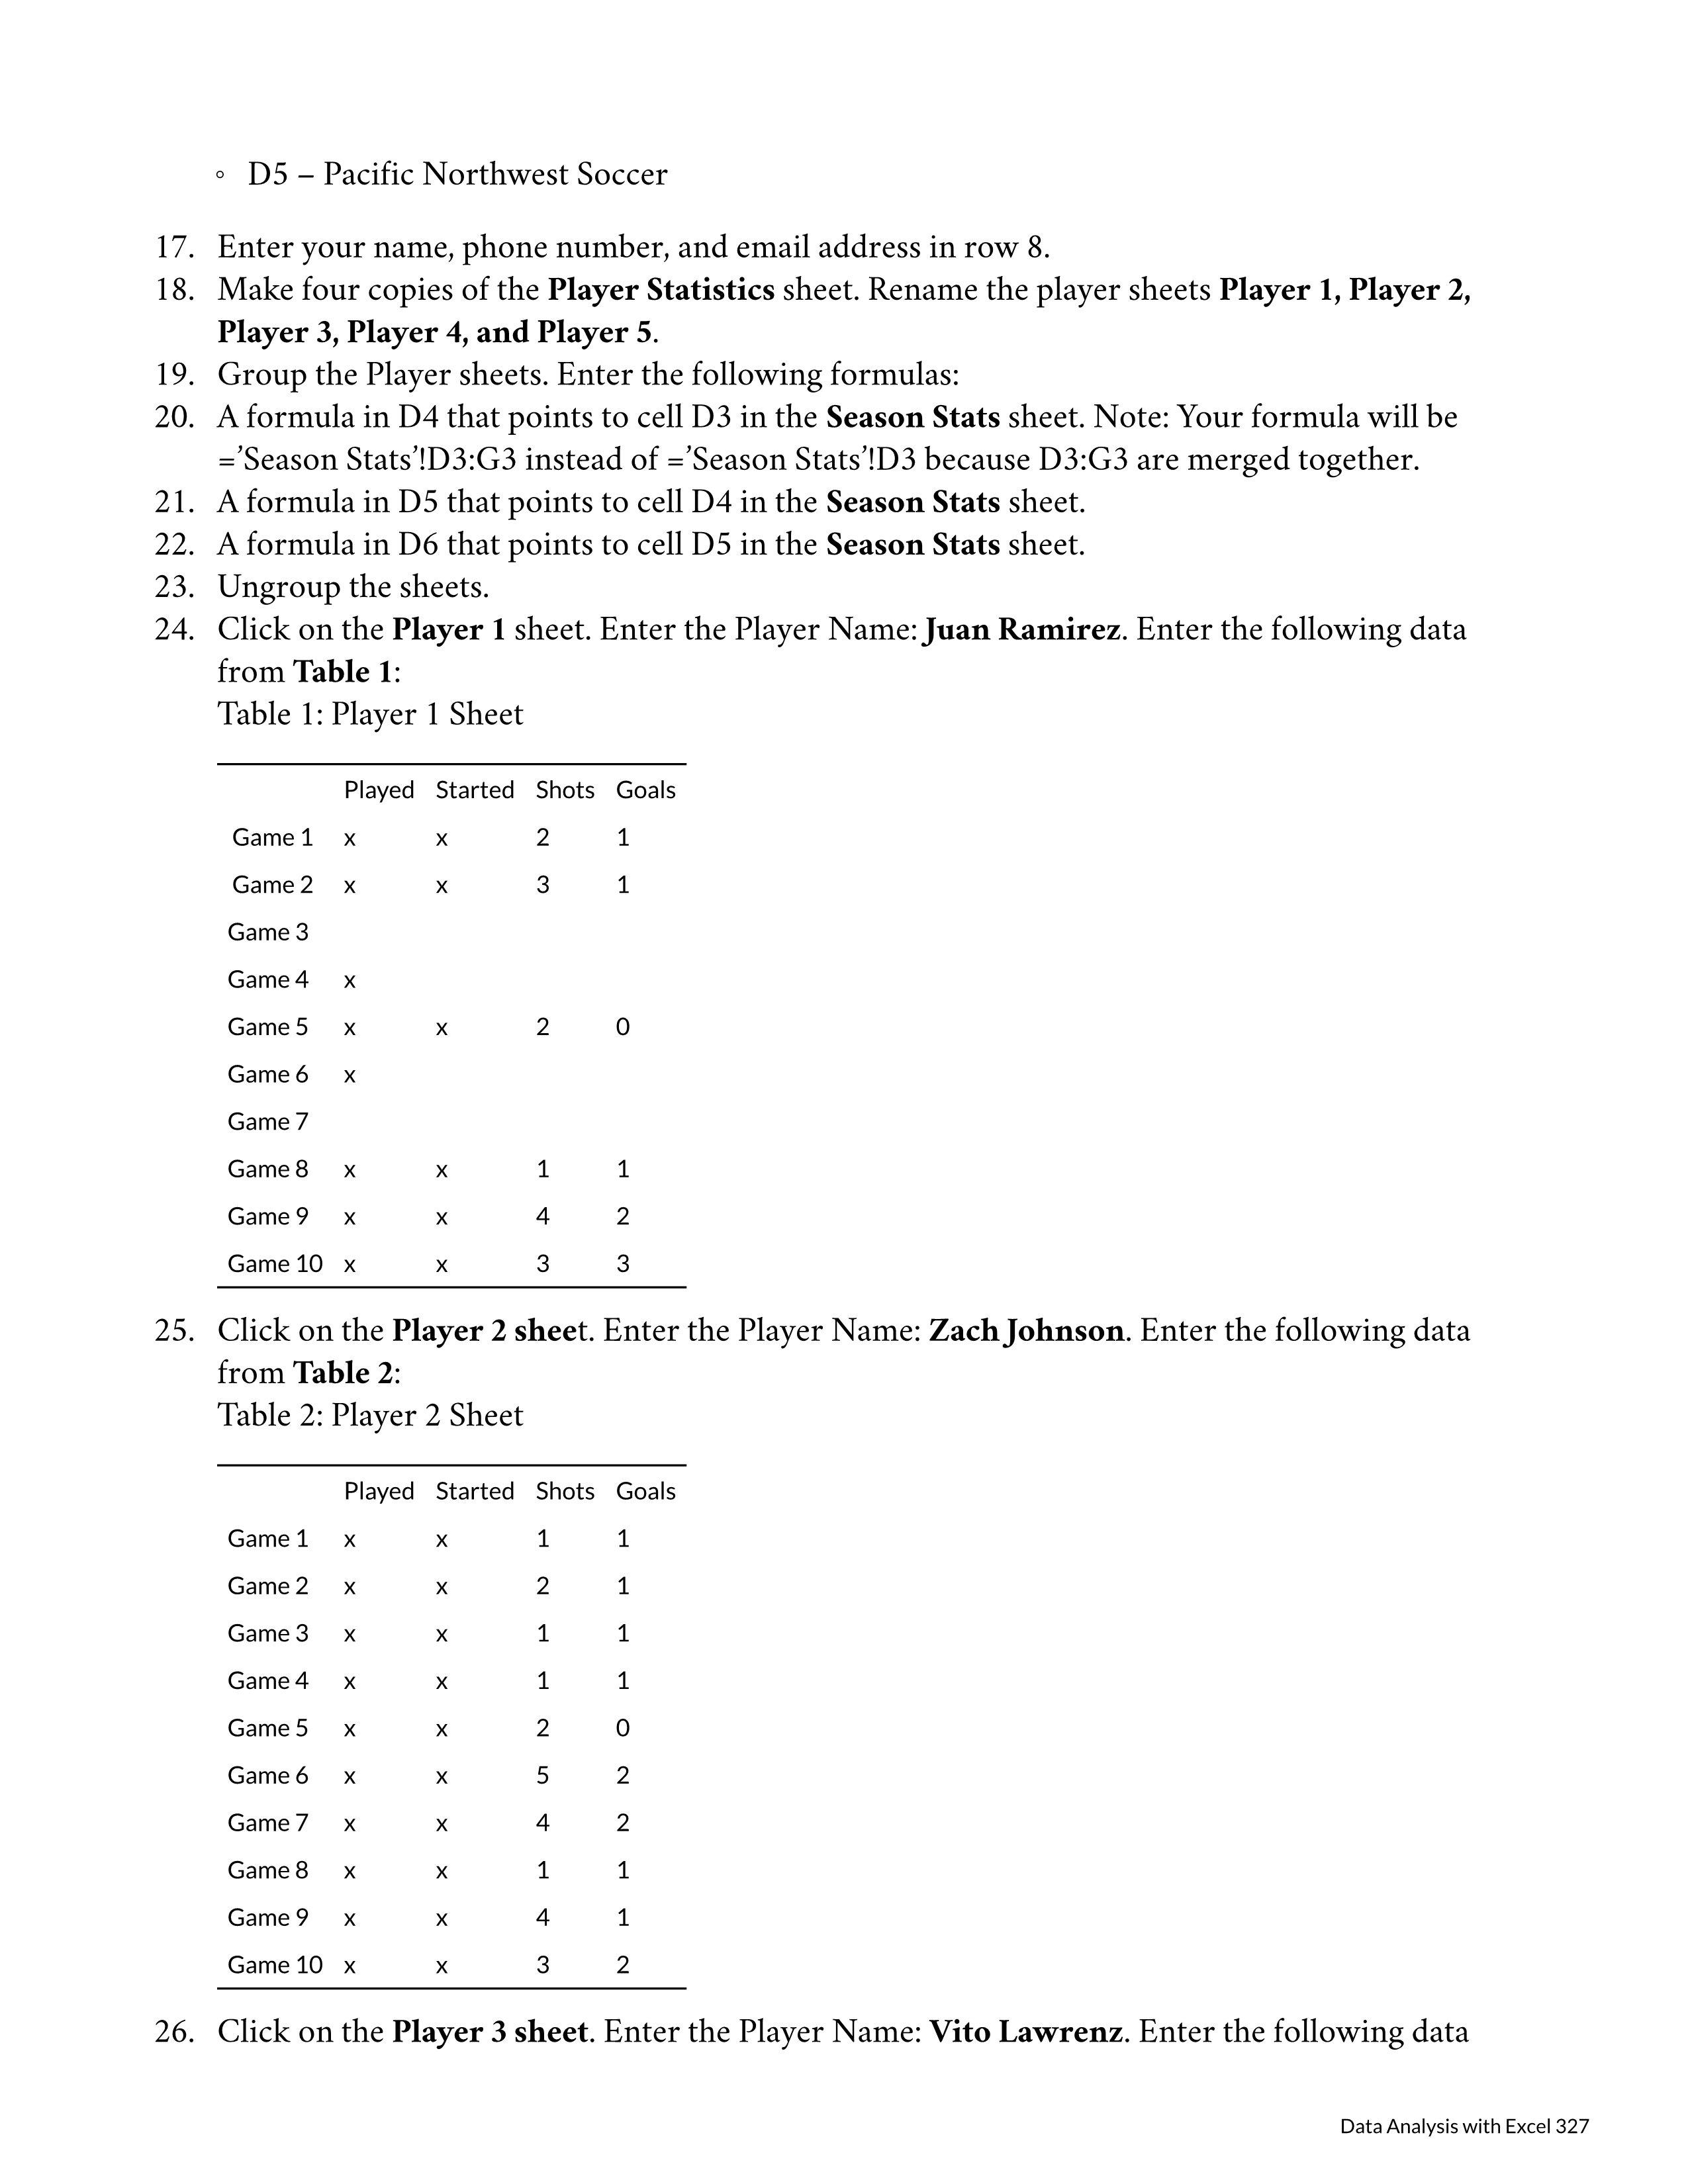 ◦ D5 – Pacific Northwest Soccer
17. Enter your name, phone number, and email address in row 8.
18. Make four copies of the Player Statistics sheet. Rename the player sheets Player 1, Player 2,
Player 3, Player 4, and Player 5.
19. Group the Player sheets. Enter the following formulas:
20. A formula in D4 that points to cell D3 in the Season Stats sheet. Note: Your formula will be
=’Season Stats’!D3:G3 instead of =’Season Stats’!D3 because D3:G3 are merged together.
21. A formula in D5 that points to cell D4 in the Season Stats sheet.
22. A formula in D6 that points to cell D5 in the Season Stats sheet.
23. Ungroup the sheets.
24. Click on the Player 1 sheet. Enter the Player Name: Juan Ramirez. Enter the following data
from Table 1:
Table 1: Player 1 Sheet
Played Started Shots Goals
Game 1 x x 2 1
Game 2 x x 3 1
Game 3
Game 4 x
Game 5 x x 2 0
Game 6 x
Game 7
Game 8 x x 1 1
Game 9 x x 4 2
Game 10 x x 3 3
25. Click on the Player 2 sheet. Enter the Player Name: Zach Johnson. Enter the following data
from Table 2:
Table 2: Player 2 Sheet
Played Started Shots Goals
Game 1 x x 1 1
Game 2 x x 2 1
Game 3 x x 1 1
Game 4 x x 1 1
Game 5 x x 2 0
Game 6 x x 5 2
Game 7 x x 4 2
Game 8 x x 1 1
Game 9 x x 4 1
Game 10 x x 3 2
26. Click on the Player 3 sheet. Enter the Player Name: Vito Lawrenz. Enter the following data
Data Analysis with Excel 327